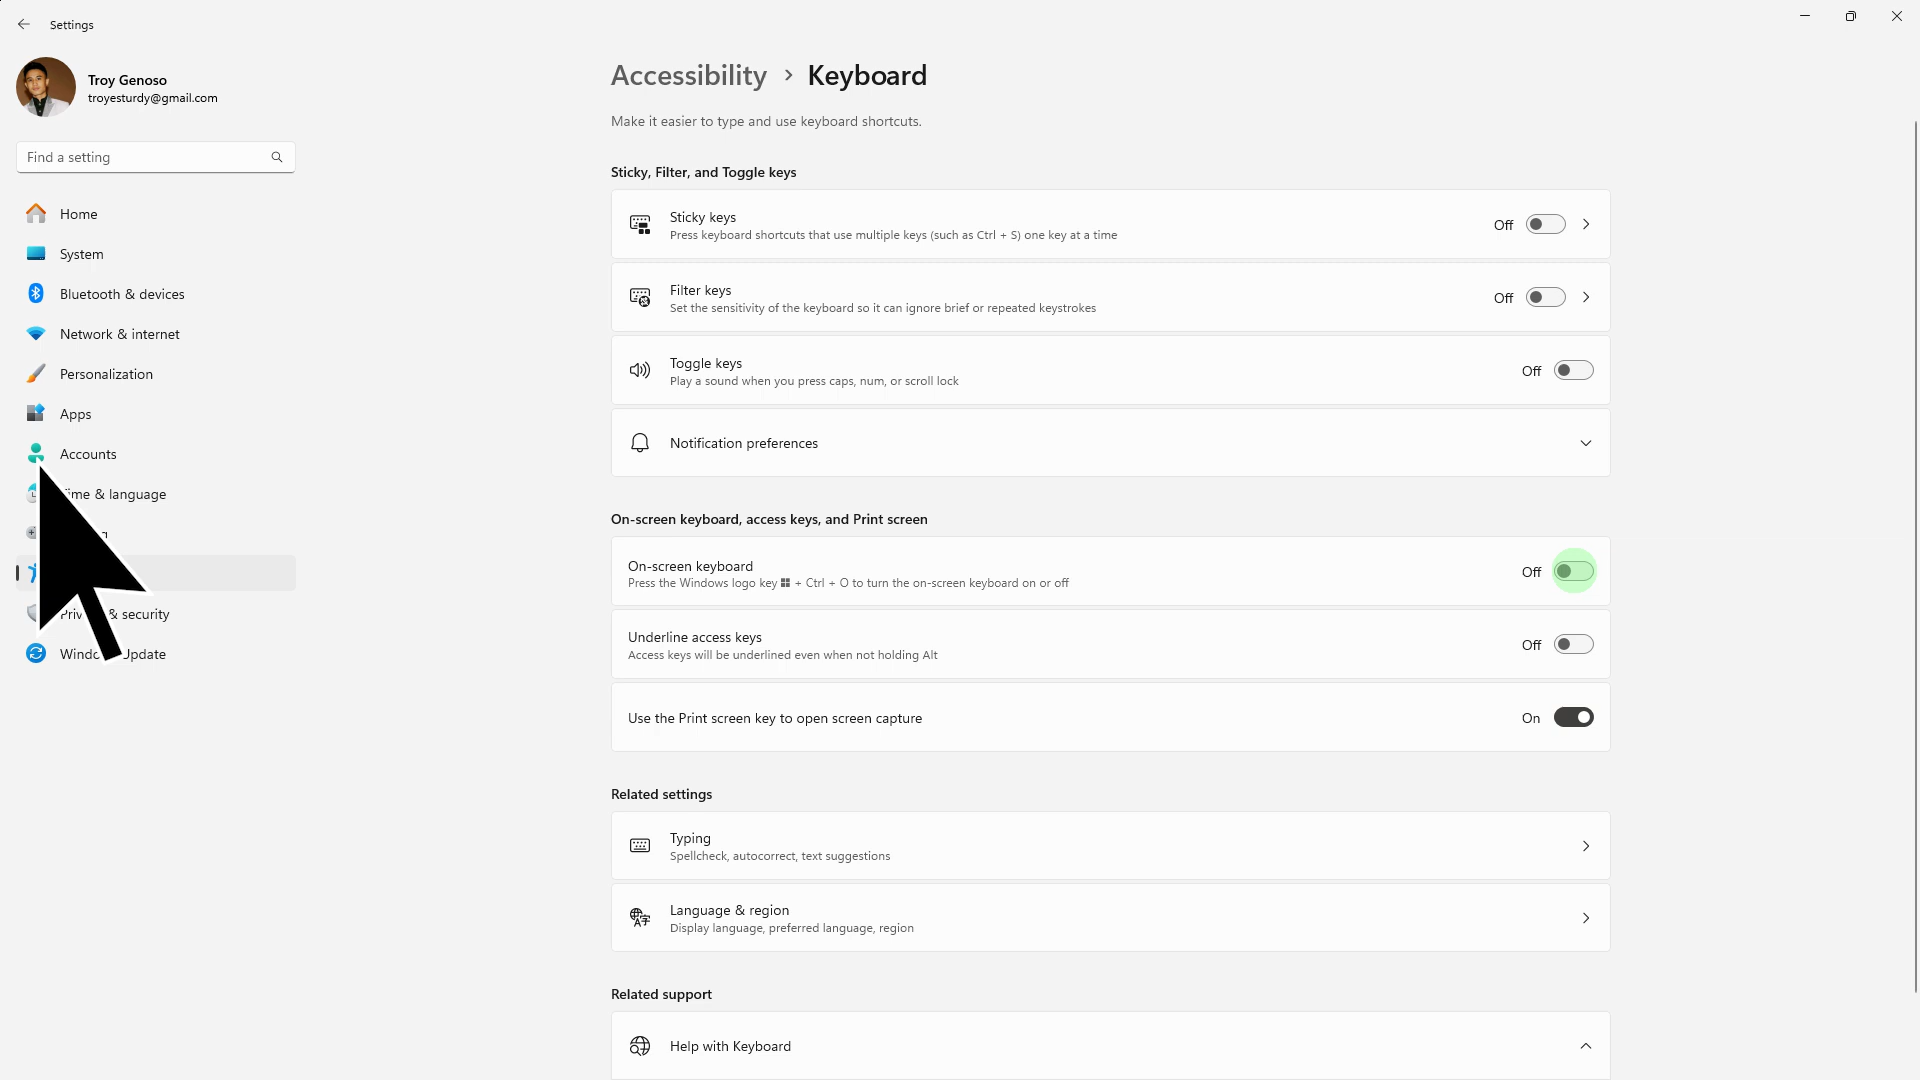 Settings
Troy Genoso
troyesturdy@gmail.com
Find a setting
Home
System
Bluetooth & devices
Network & internet
Personalization
Apps
Accounts
ime & language
& security
Update
Accessibility > Keyboard
Make it easier to type and use keyboard shortcuts.
Sticky, Filter, and Toggle keys
Sticky keys
Press keyboard shortcuts that use multiple keys (such as Ctrl + S) one key at a time
Off
Filter keys
Set the sensitivity of the keyboard so it can ignore brief or repeated keystrokes
Off
Toggle keys
Play a sound when you press caps, num, or scroll lock
Off
Notification preferences
On-screen keyboard, access keys, and Print screen
On-screen keyboard
Press the Windows logo key + Ctrl + O to turn the on-screen keyboard on or off
Off
Underline access keys
Access keys will be underlined even when not holding Alt
Off
Use the Print screen key to open screen capture
On
Related settings
Typing
Spellcheck, autocorrect, text suggestions
Language & region
Display language, preferred language, region
Related support
Help with Keyboard